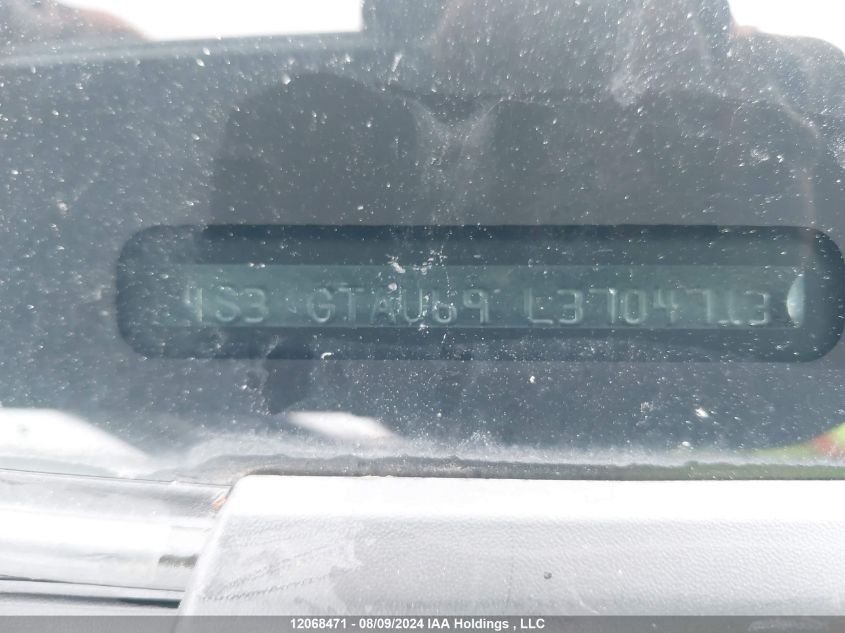 4S3 GTAU69 L3704713
12068471 - 08/09/2024 IAA Holdings , LLC